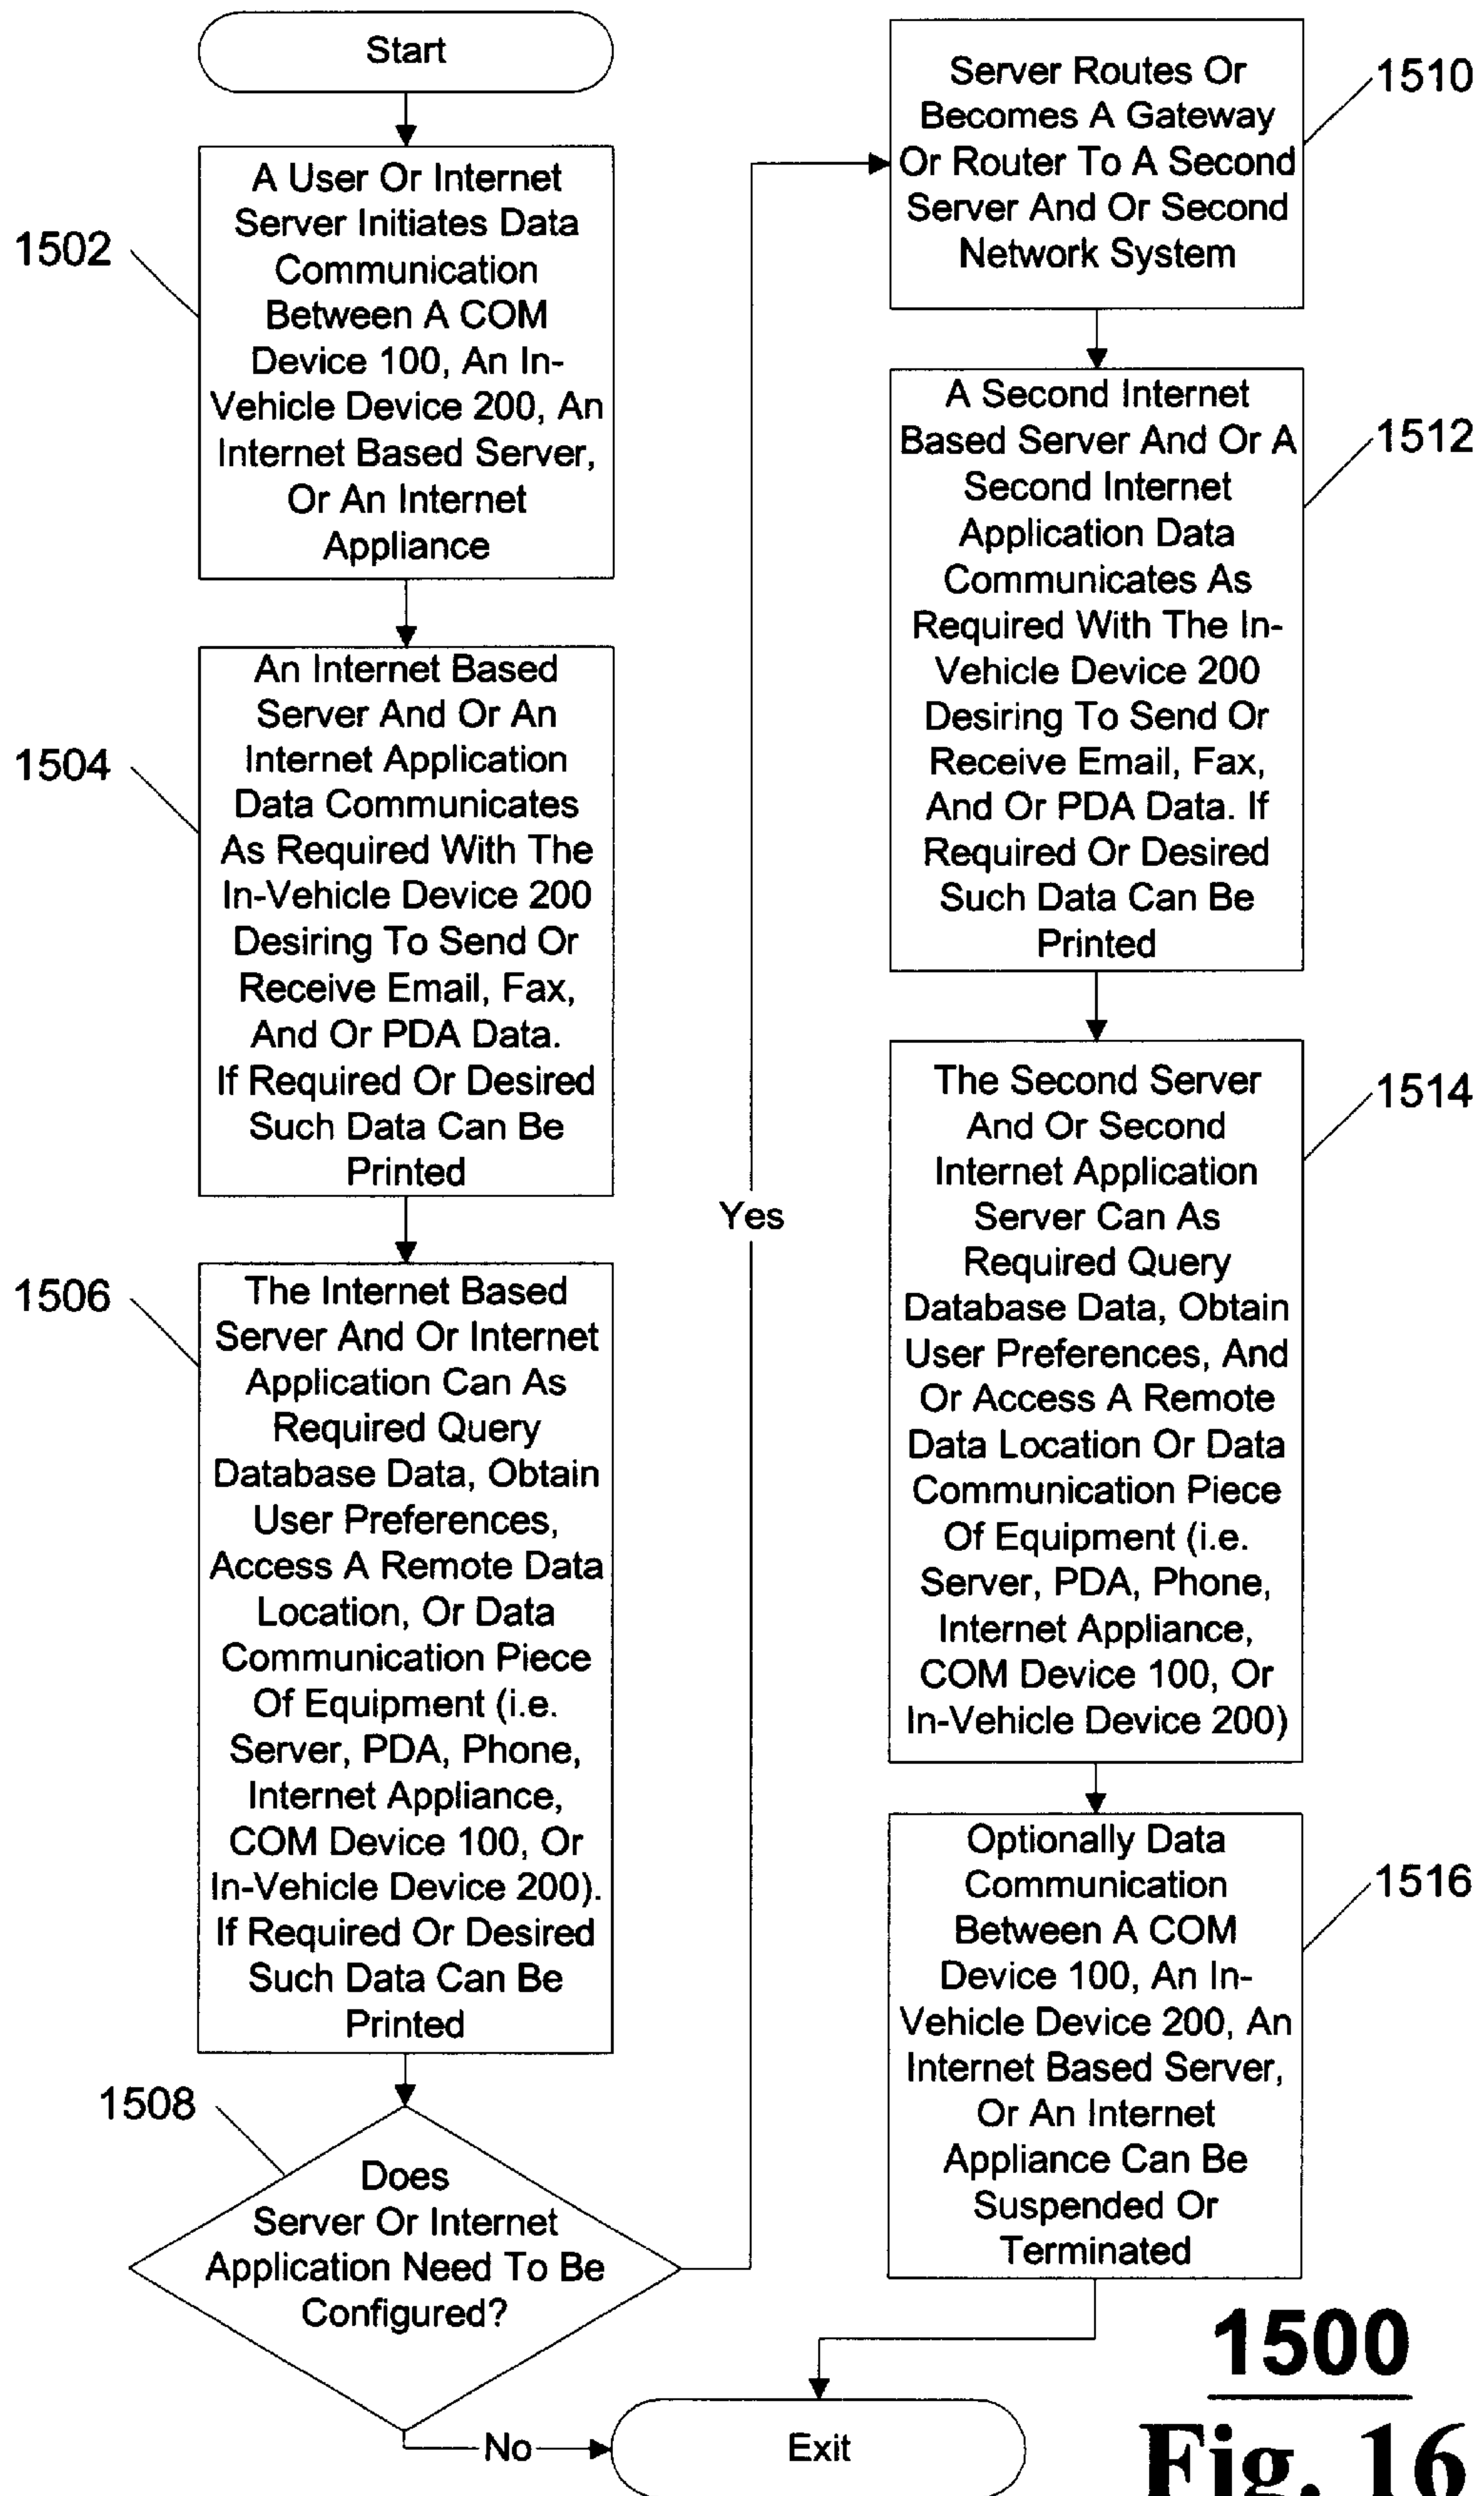 Start
1502
A User Or Internet
Server Initiates Data
Communication
Between A COM
Device 100, An In-
Vehicle Device 200, An
Internet Based Server,
Or An Internet
Appliance
1504
An Internet Based
Server And Or An
Internet Application
Data Communicates
As Required With The
In-Vehicle Device 200
Desiring To Send Or
Receive Email, Fax,
And Or PDA Data.
If Required Or Desired
Such Data Can Be
Printed
1506
The Internet Based
Server And Or Internet
Application Can As
Required Query
Database Data, Obtain
User Preferences,
Access A Remote Data
Location, Or Data
Communication Piece
Of Equipment (i.e.
Server, PDA, Phone,
Internet Appliance,
COM Device 100, Or
In-Vehicle Device 200).
If Required Or Desired
Such Data Can Be
Printed
1508
Does
Server Or Internet
Application Need To Be
Configured?
Yes
No
1510
Server Routes Or
Becomes A Gateway
Or Router To A Second
Server And Or Second
Network System
1512
A Second Internet
Based Server And Or A
Second Internet
Application Data
Communicates As
Required With The In-
Vehicle Device 200
Desiring To Send Or
Receive Email, Fax,
And Or PDA Data. If
Required Or Desired
Such Data Can Be
Printed
1514
The Second Server
And Or Second
Internet Application
Server Can As
Required Query
Database Data, Obtain
User Preferences, And
Or Access A Remote
Data Location Or Data
Communication Piece
Of Equipment (i.e.
Server, PDA, Phone,
Internet Appliance,
COM Device 100, Or
In-Vehicle Device 200)
1516
Optionally Data
Communication
Between A COM
Device 100, An In-
Vehicle Device 200, An
Internet Based Server,
Or An Internet
Appliance Can Be
Suspended Or
Terminated
Exit
1500
Fig. 16